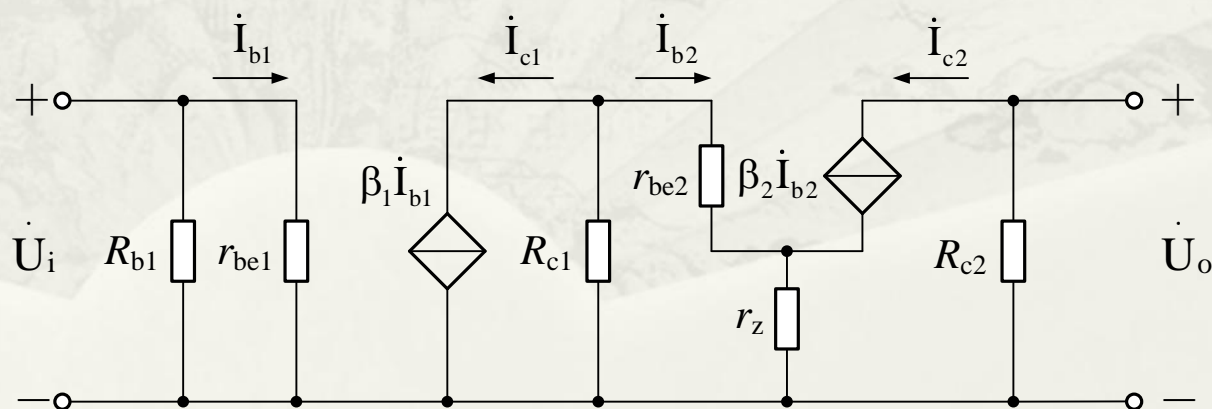 İb1 İc1 İb2 İc2
+ +
β1İb1 rbe2 β2İb2
U̇i Rb1 rbe1 Rc1 Rc2 U̇o
rz
— —